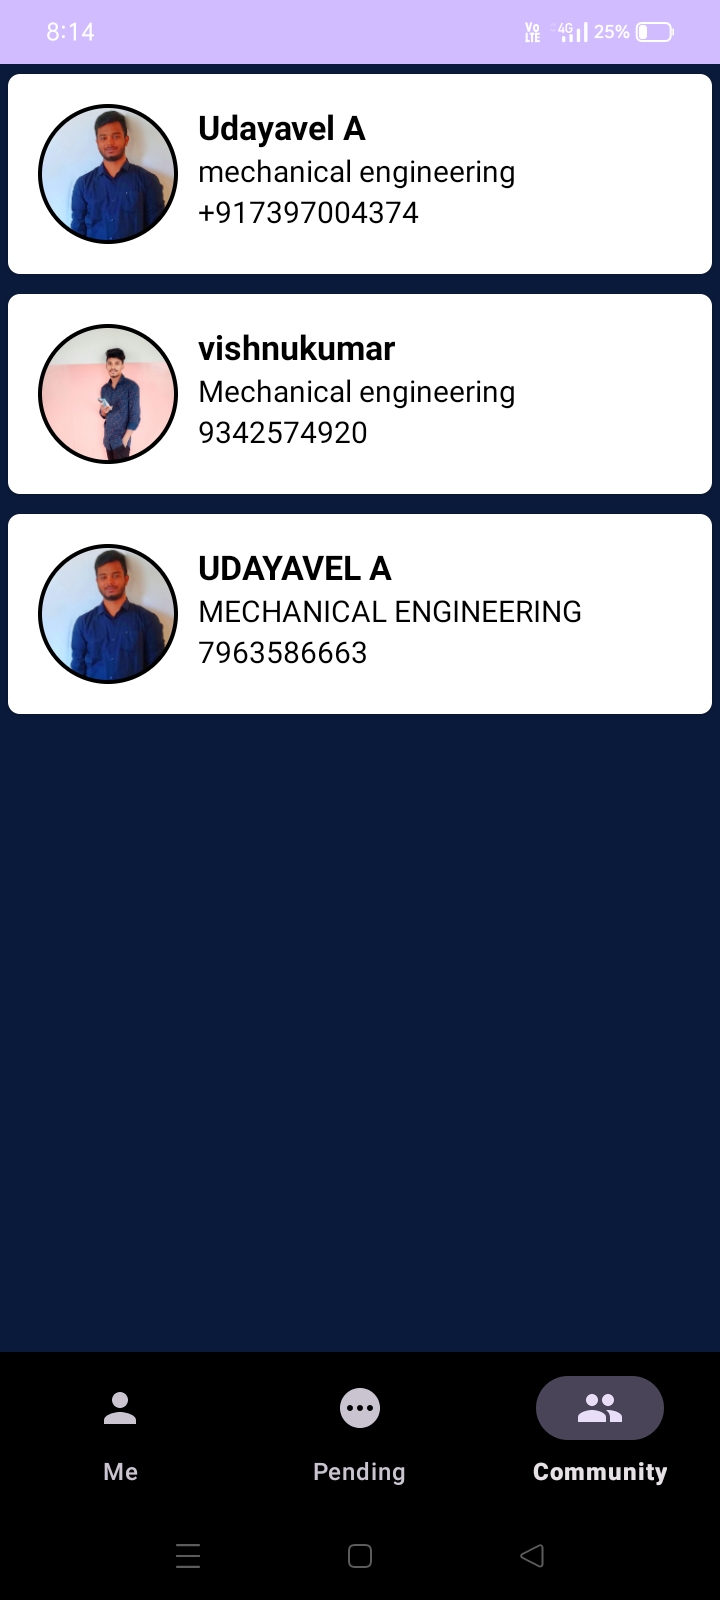 8:14
Vo LTE 4G 25%
Udayavel A
mechanical engineering
+917397004374
vishnukumar
Mechanical engineering
9342574920
UDAYAVEL A
MECHANICAL ENGINEERING
7963586663
Me Pending Community